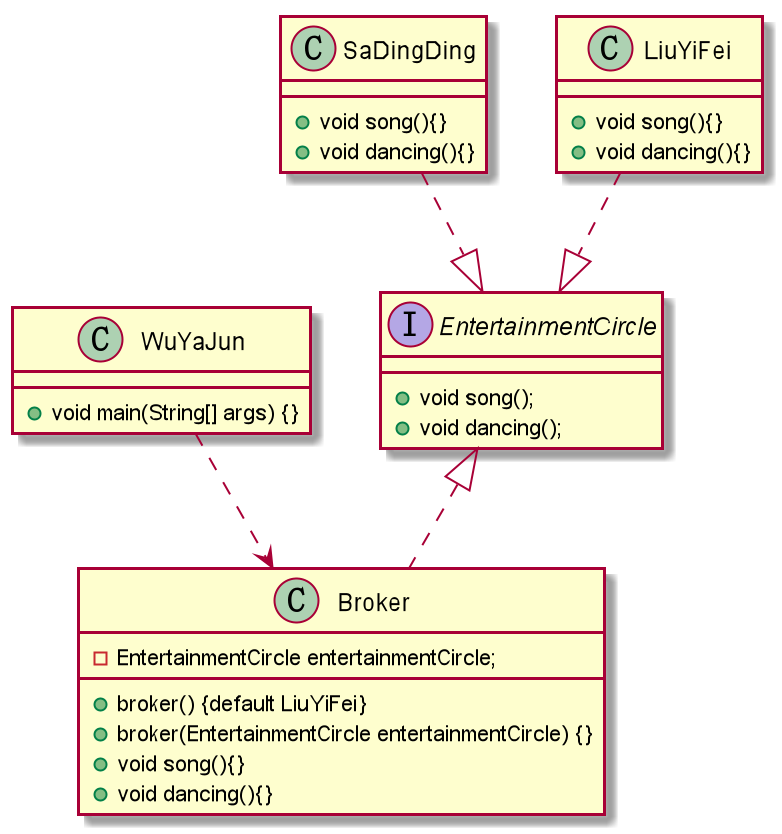 C SaDingDing
void song(){}
void dancing(){}
C LiuYiFei
void song(){}
void dancing(){}
I EntertainmentCircle
void song();
void dancing();
C WuYaJun
void main(String[] args) {}
C Broker
EntertainmentCircle entertainmentCircle;
broker() {default LiuYiFei}
broker(EntertainmentCircle entertainmentCircle) {}
void song(){}
void dancing(){}